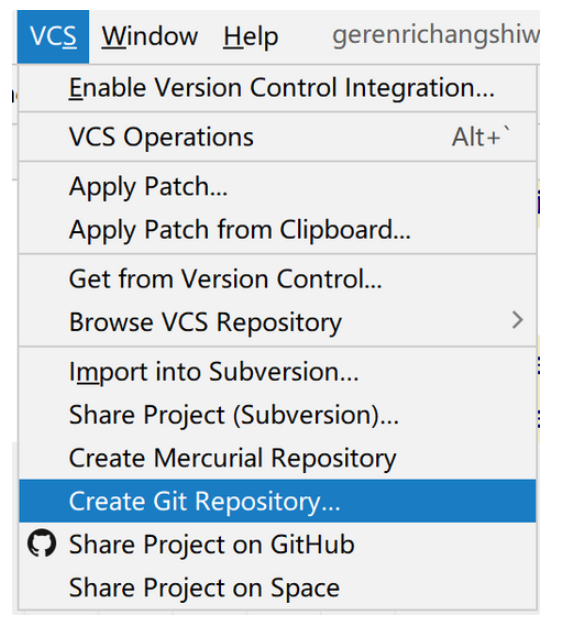 VCS Window Help gerenrichangshiw
Enable Version Control Integration...
VCS Operations Alt+`
Apply Patch...
Apply Patch from Clipboard...
Get from Version Control...
Browse VCS Repository
Import into Subversion...
Share Project (Subversion)...
Create Mercurial Repository
Create Git Repository...
Share Project on GitHub
Share Project on Space